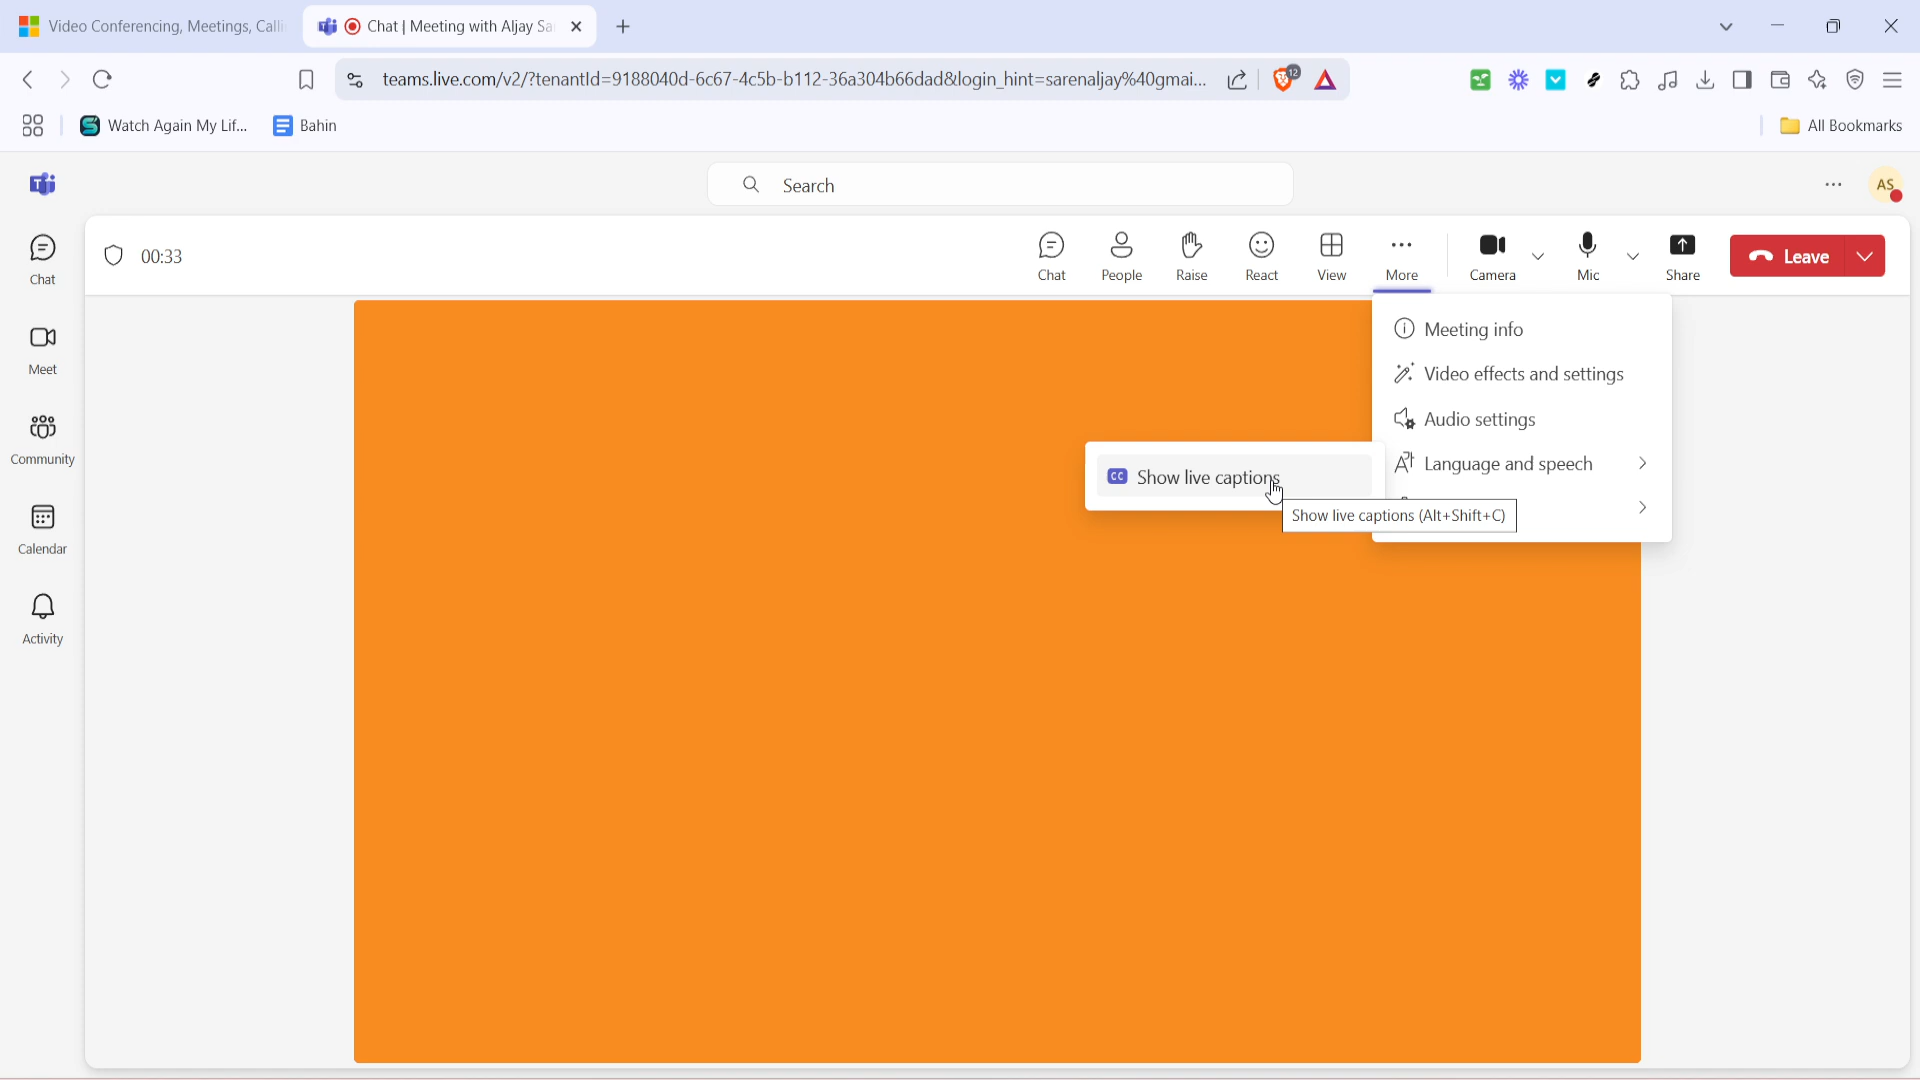 Video Conferencing, Meetings, Calli
Chat | Meeting with Aljay Sa
teams.live.com/v2/?tenantId=9188040d-6c67-4c5b-b112-36a304b66dad&login_hint=sarenaljay%40gmai...
12
Watch Again My Lif...
Bahin
All Bookmarks
Search
AS
00:33
Chat
People
Raise
React
View
More
Camera
Mic
Share
Leave
Chat
Meet
Community
Calendar
Activity
Meeting info
Video effects and settings
Audio settings
Language and speech
CC Show live captions
Show live captions (Alt+Shift+C)